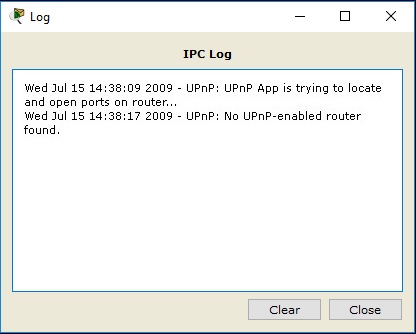 Log
IPC Log
Wed Jul 15 14:38:09 2009 - UPnP: UPnP App is trying to locate
and open ports on router...
Wed Jul 15 14:38:17 2009 - UPnP: No UPnP-enabled router
found.
Clear
Close